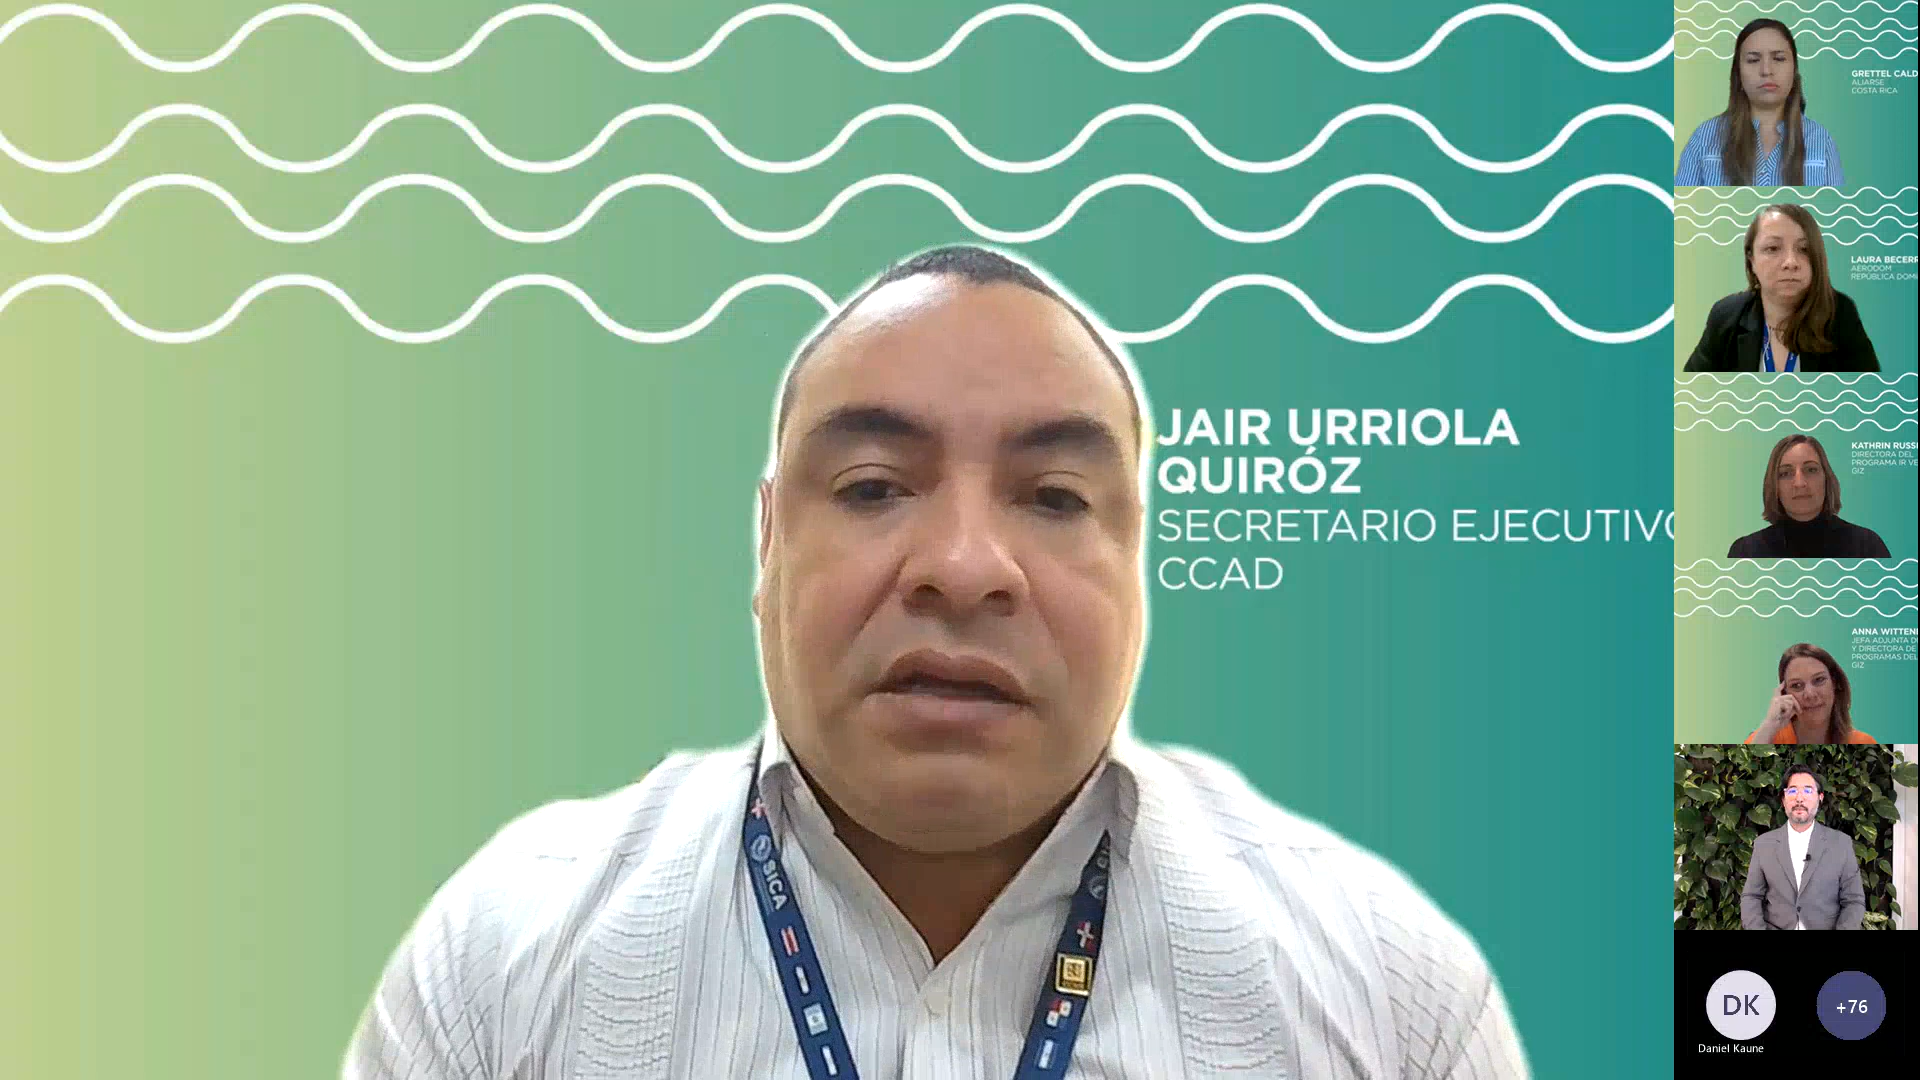 JAIR URRIOLA
QUIRÓZ
SECRETARIO EJECUTIVO
CCAD
SICA
GRETTEL CALD
ALIARSE
COSTA RICA
LAURA BECERR
AERODOM
REPÚBLICA DOMI
KATHRIN RUSS
DIRECTORA DEL
PROGRAMA IR VE
GIZ
ANNA WITTEN
JEFA ADJUNTA D
Y DIRECTORA DE
PROGRAMAS DEL
GIZ
DK
+76
Daniel Kaune